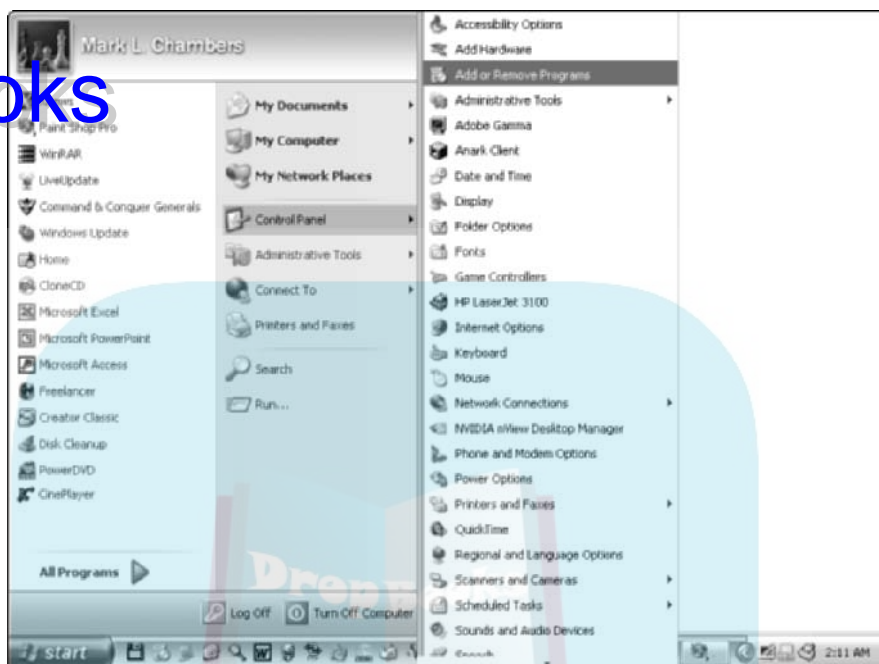 Mark L. Chambers
oks
Paint Shop Pro
WinRAR
LiveUpdate
Command & Conquer Generals
Windows Update
Home
CloneCD
Microsoft Excel
Microsoft PowerPoint
Microsoft Access
Freelancer
Creator Classic
Disk Cleanup
PowerDVD
CinePlayer
All Programs
My Documents
My Computer
My Network Places
Control Panel
Administrative Tools
Connect To
Printers and Faxes
Search
Run...
Log Off
Turn Off Computer
Accessibility Options
Add Hardware
Add or Remove Programs
Administrative Tools
Adobe Gamma
Anark Client
Date and Time
Display
Folder Options
Fonts
Game Controllers
HP LaserJet 3100
Internet Options
Keyboard
Mouse
Network Connections
NVIDIA nView Desktop Manager
Phone and Modem Options
Power Options
Printers and Faxes
QuickTime
Regional and Language Options
Scanners and Cameras
Scheduled Tasks
Sounds and Audio Devices
start
2:11 AM